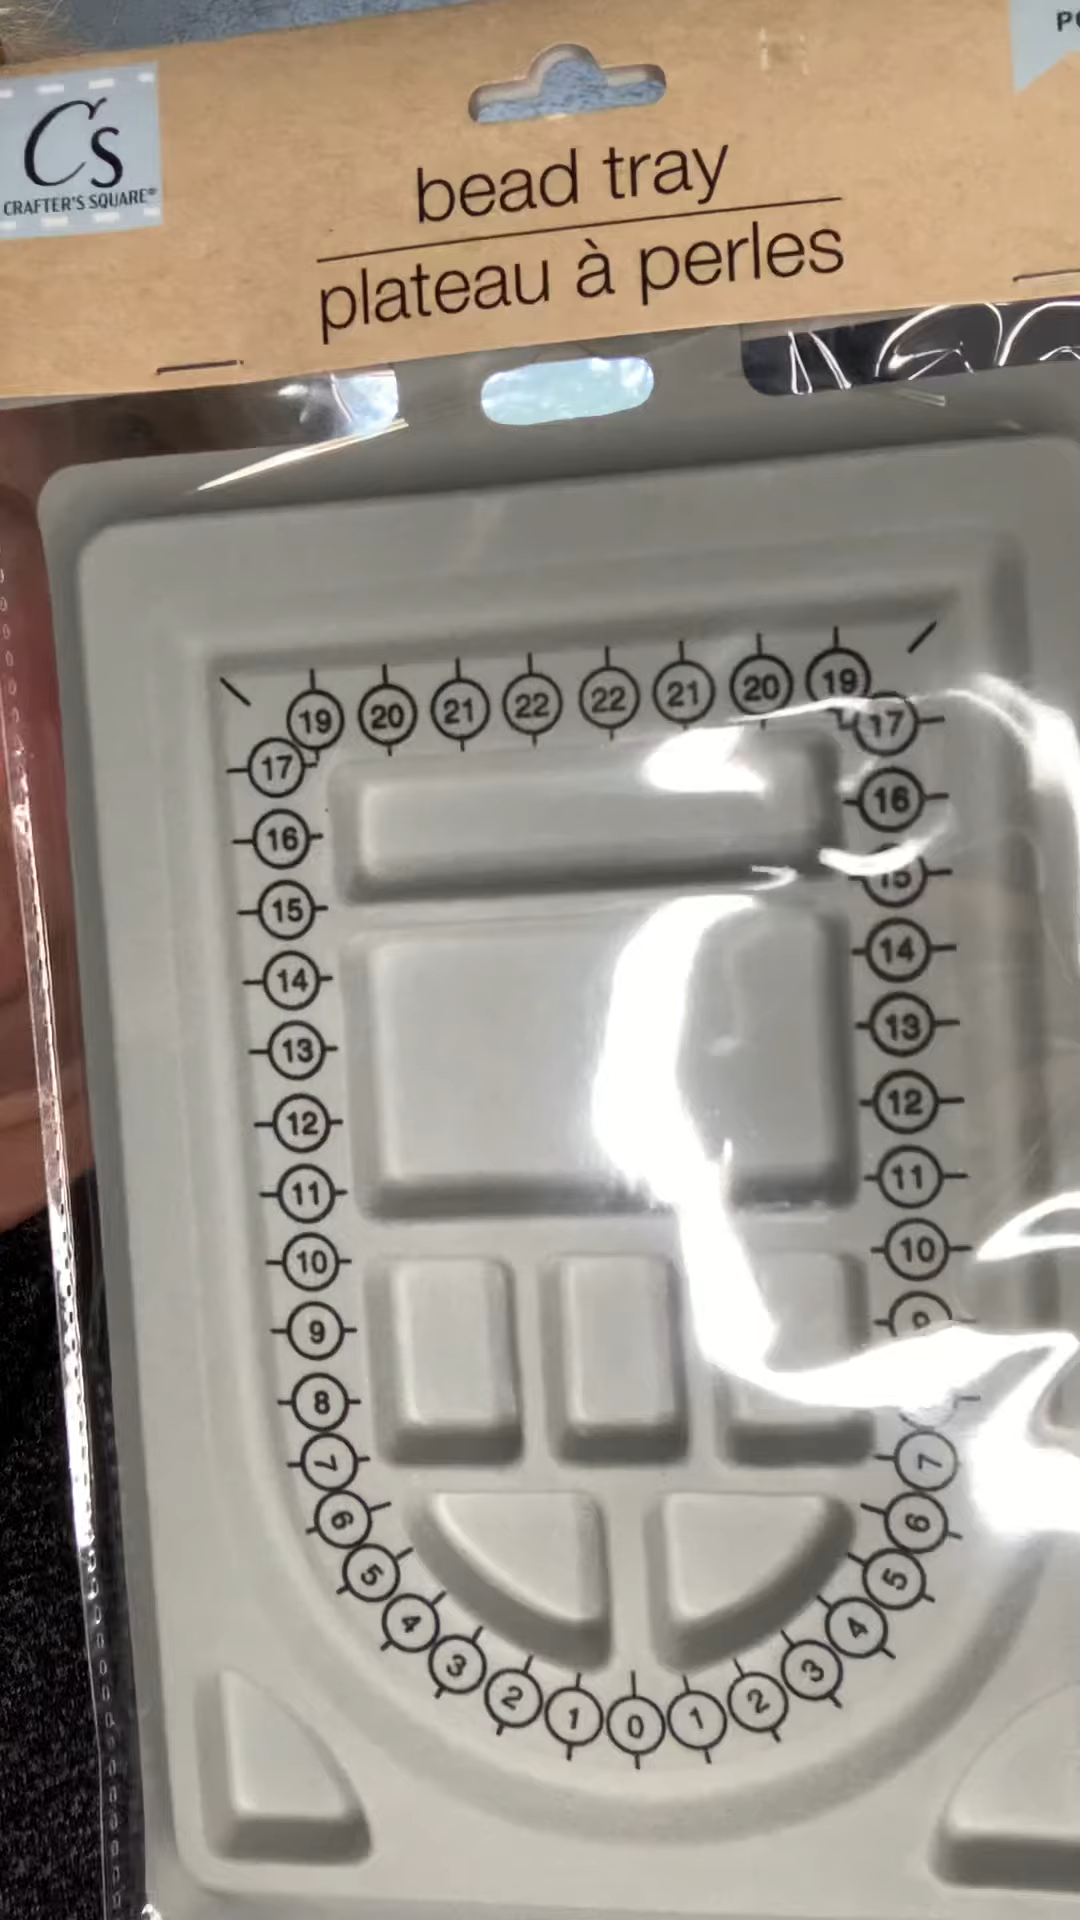 Cs
CRAFTER'S SQUARE®
bead tray
plateau à perles
19 20 21 22 22 21 20 19
17 17
16 16
15 15
14 14
13 13
12 12
11 11
10 10
9 9
8
7 7
6 6
5 5
4 4
3 3
2 2
1 0 1